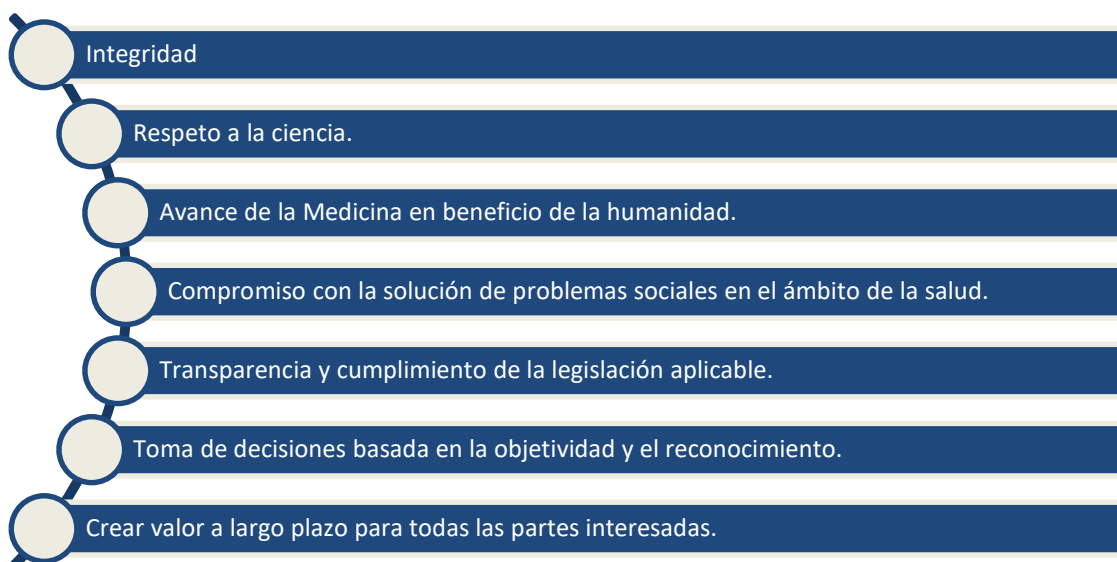 Integridad
Respeto a la ciencia.
Avance de la Medicina en beneficio de la humanidad.
Compromiso con la solución de problemas sociales en el ámbito de la salud.
Transparencia y cumplimiento de la legislación aplicable.
Toma de decisiones basada en la objetividad y el reconocimiento.
Crear valor a largo plazo para todas las partes interesadas.